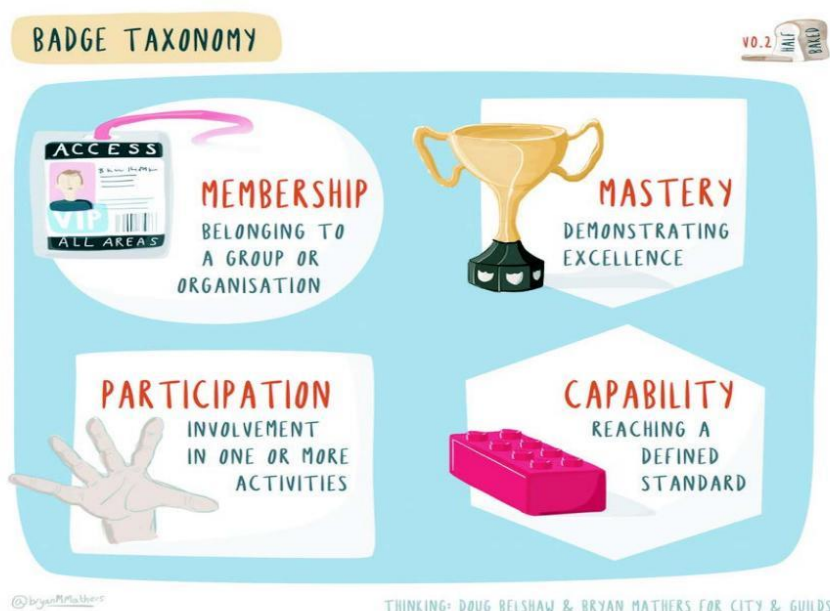 BADGE TAXONOMY
V0.2
HALF
BAKED
ACCESS
VIP
ALL AREAS
MEMBERSHIP
BELONGING TO
A GROUP OR
ORGANISATION
MASTERY
DEMONSTRATING
EXCELLENCE
PARTICIPATION
INVOLVEMENT
IN ONE OR MORE
ACTIVITIES
CAPABILITY
REACHING A
DEFINED
STANDARD
@bryanMMathers
THINKING: DOUG BELSHAW & BRYAN MATHERS FOR CITY & GUILDS